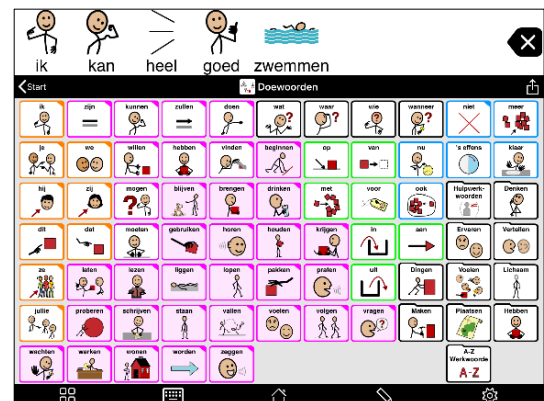 ik kan heel goed zwemmen
Start Doewoorden
ik zijn kunnen zullen doen wat waar wie wanneer niet meer
je we willen hebben vinden beginnen op van nu 's effens klaar
hij zij mogen blijven brengen drinken met voor ook Hulpwerk-woorden Denken
dit dat moeten gebruiken horen houden krijgen in aan Ervaren Vertellen
ze laten lezen liggen lopen pakken praten uit Dingen Voelen Lichaam
jullie proberen schrijven staan vallen voelen volgen vragen Maken Plaatsen Hebben
wachten werken wonen worden zeggen A-Z Werkwoorde
A-Z